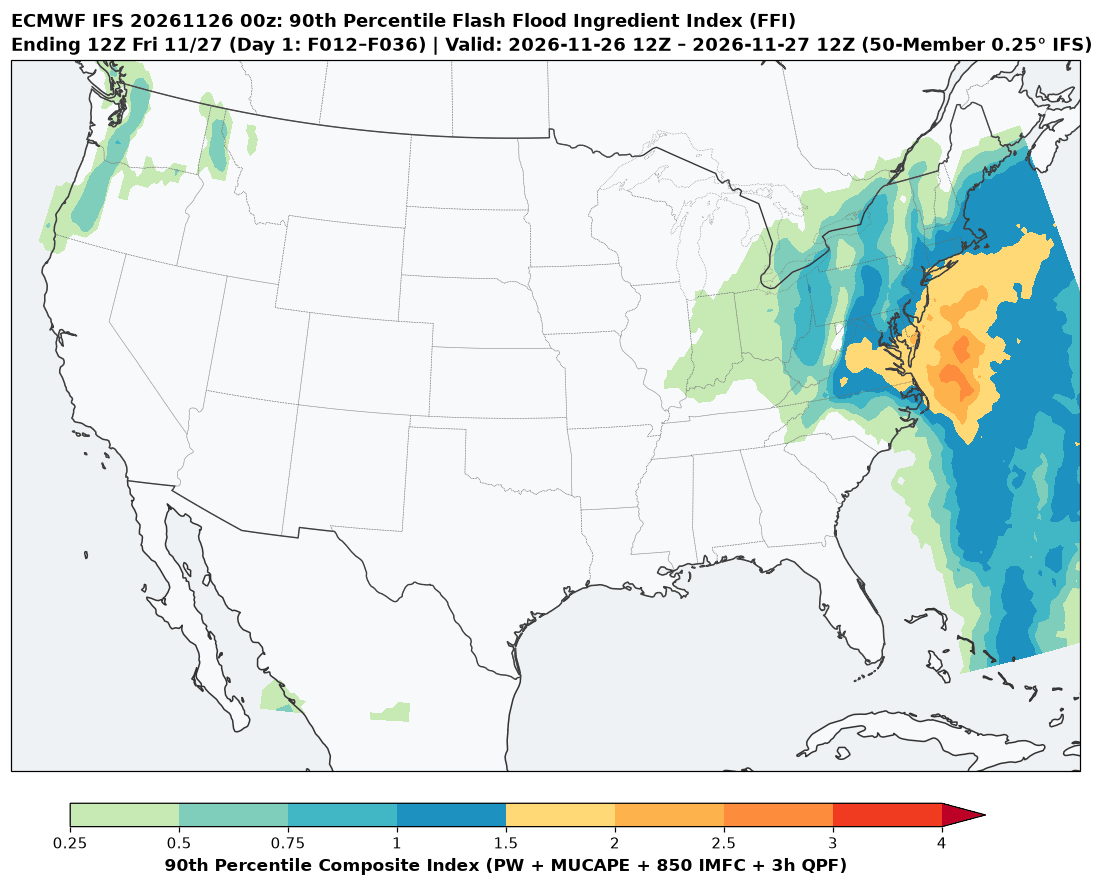 ECMWF IFS 20261126 00z: 90th Percentile Flash Flood Ingredient Index (FFI)
Ending 12Z Fri 11/27 (Day 1: F012–F036) | Valid: 2026-11-26 12Z – 2026-11-27 12Z (50-Member 0.25° IFS)
0.25 0.5 0.75 1 1.5 2 2.5 3 4
90th Percentile Composite Index (PW + MUCAPE + 850 IMFC + 3h QPF)